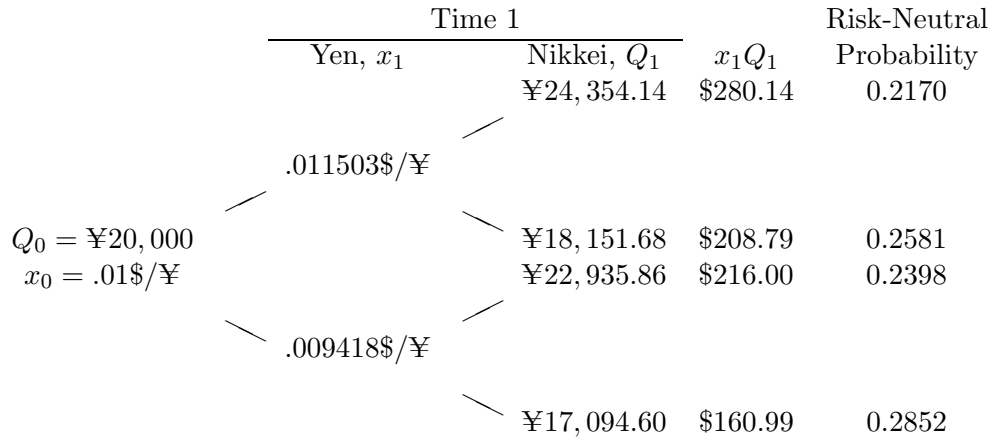 Time 1 Risk-Neutral
Yen, x₁ Nikkei, Q₁ x₁Q₁ Probability
¥24,354.14 $280.14 0.2170
.011503$/¥
Q₀ = ¥20,000 ¥18,151.68 $208.79 0.2581
x₀ = .01$/¥ ¥22,935.86 $216.00 0.2398
.009418$/¥
¥17,094.60 $160.99 0.2852